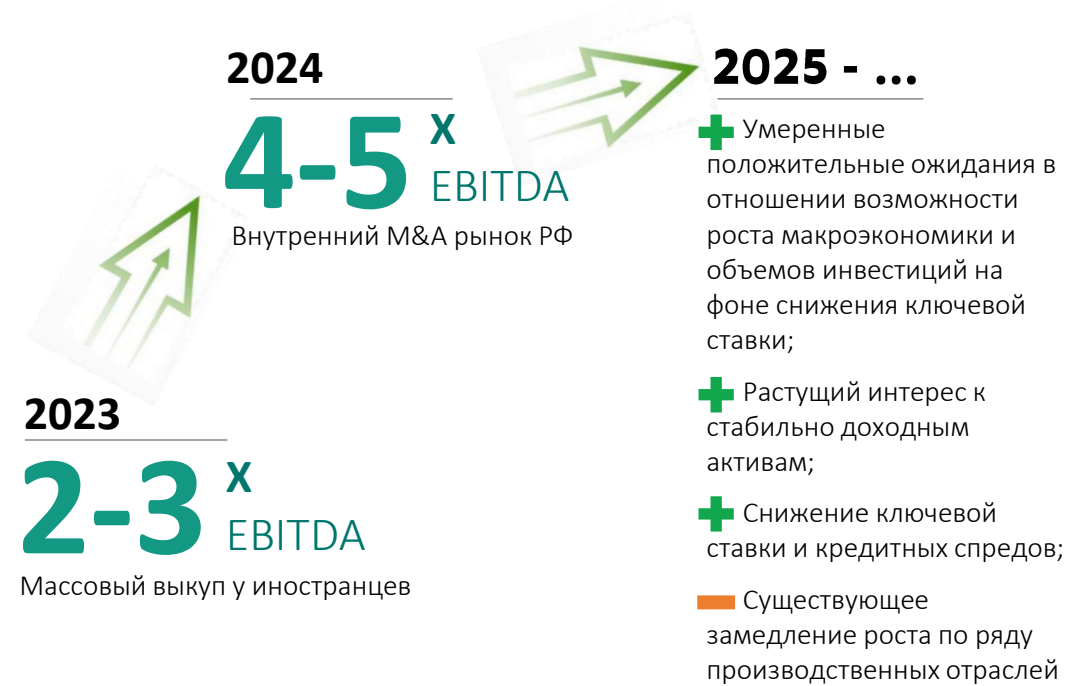 2024
4-5 X
EBITDA
Внутренний M&A рынок РФ
2023
2-3 X
EBITDA
Массовый выкуп у иностранцев
2025 - ...
Умеренные
положительные ожидания в
отношении возможности
роста макроэкономики и
объемов инвестиций на
фоне снижения ключевой
ставки;
Растущий интерес к
стабильно доходным
активам;
Снижение ключевой
ставки и кредитных спредов;
Существующее
замедление роста по ряду
производственных отраслей